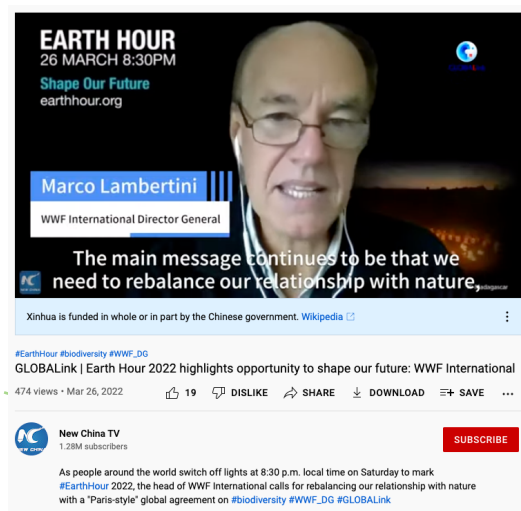 EARTH HOUR
26 MARCH 8:30PM
Shape Our Future
earthhour.org
Marco Lambertini
WWF International Director General
The main message continues to be that we
need to rebalance our relationship with nature,
Xinhua is funded in whole or in part by the Chinese government. Wikipedia
#EarthHour #biodiversity #WWF_DG
GLOBALink | Earth Hour 2022 highlights opportunity to shape our future: WWF International
474 views • Mar 26, 2022 19 DISLIKE SHARE DOWNLOAD SAVE ...
NEW CHINA
New China TV
1.28M subscribers
SUBSCRIBE
As people around the world switch off lights at 8:30 p.m. local time on Saturday to mark
#EarthHour 2022, the head of WWF International calls for rebalancing our relationship with nature
with a "Paris-style" global agreement on #biodiversity #WWF_DG #GLOBALink